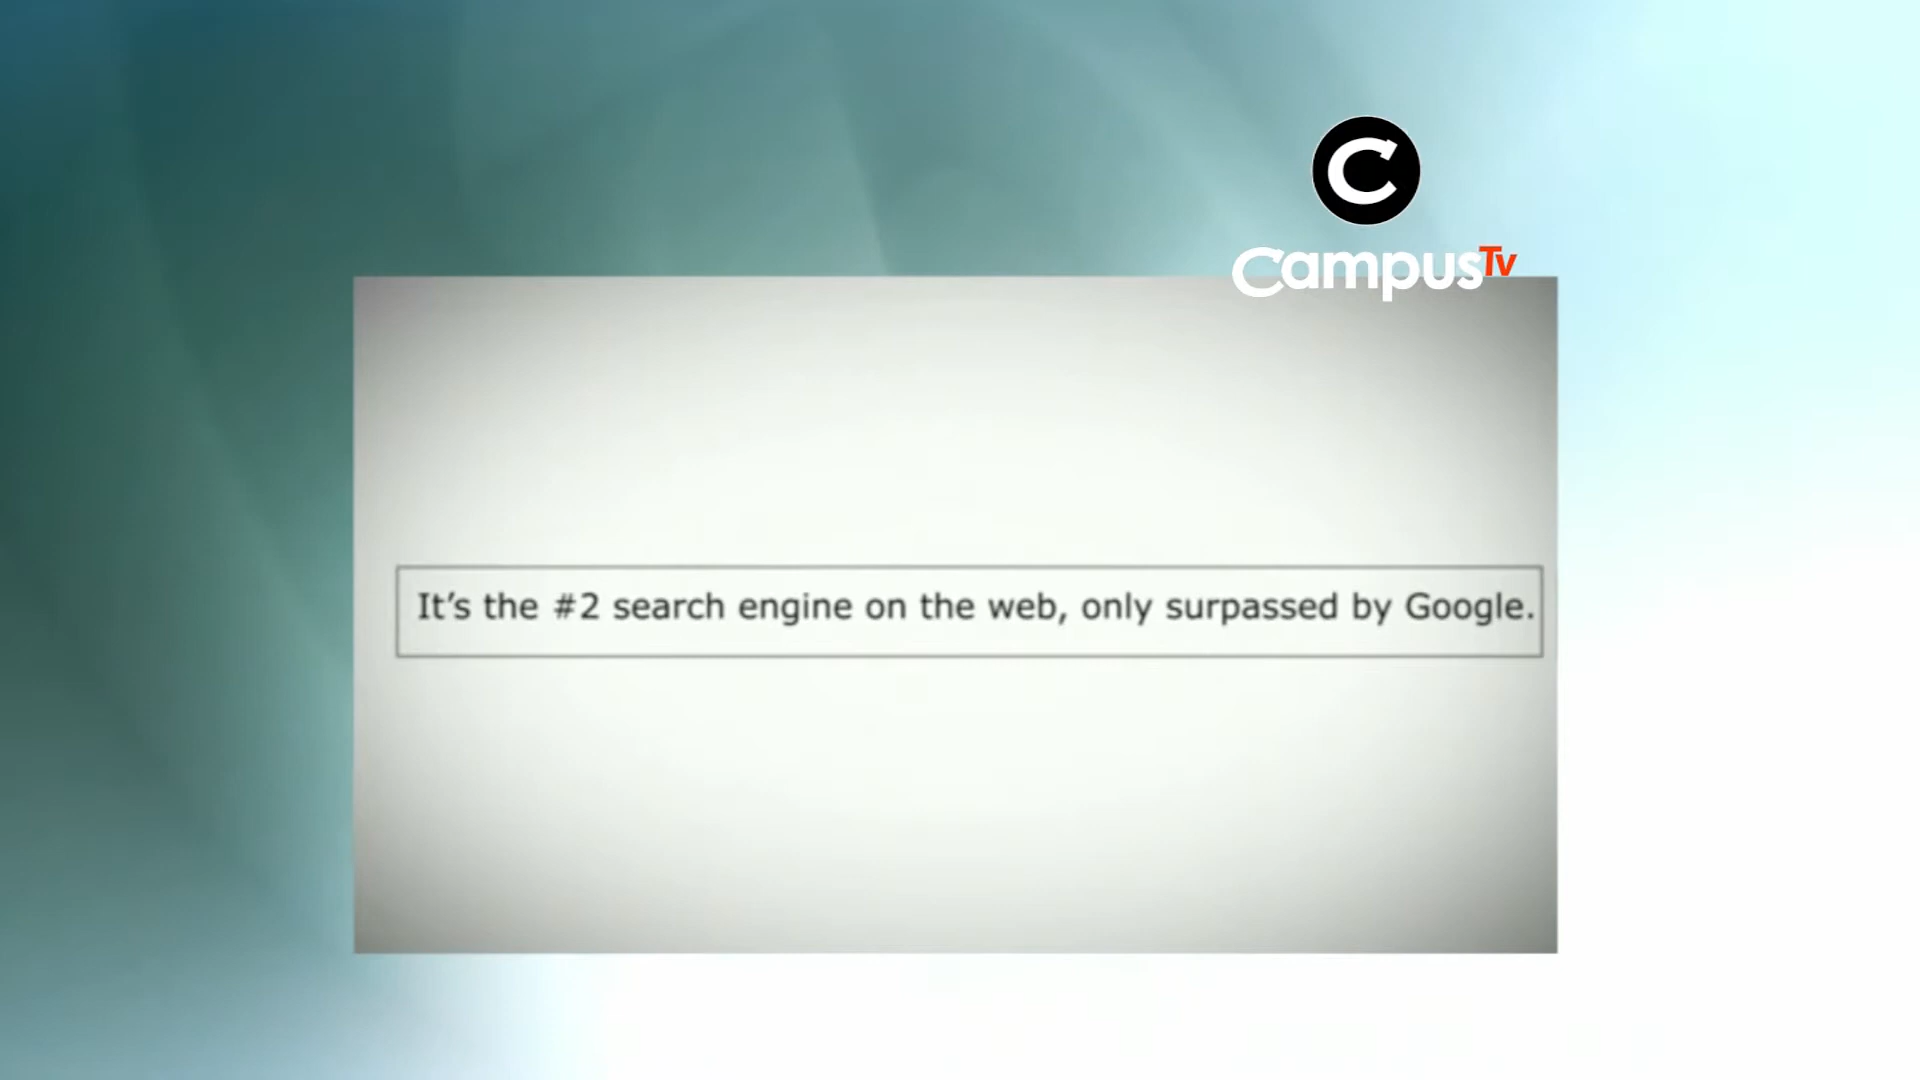 C
CampusTv
It's the #2 search engine on the web, only surpassed by Google.